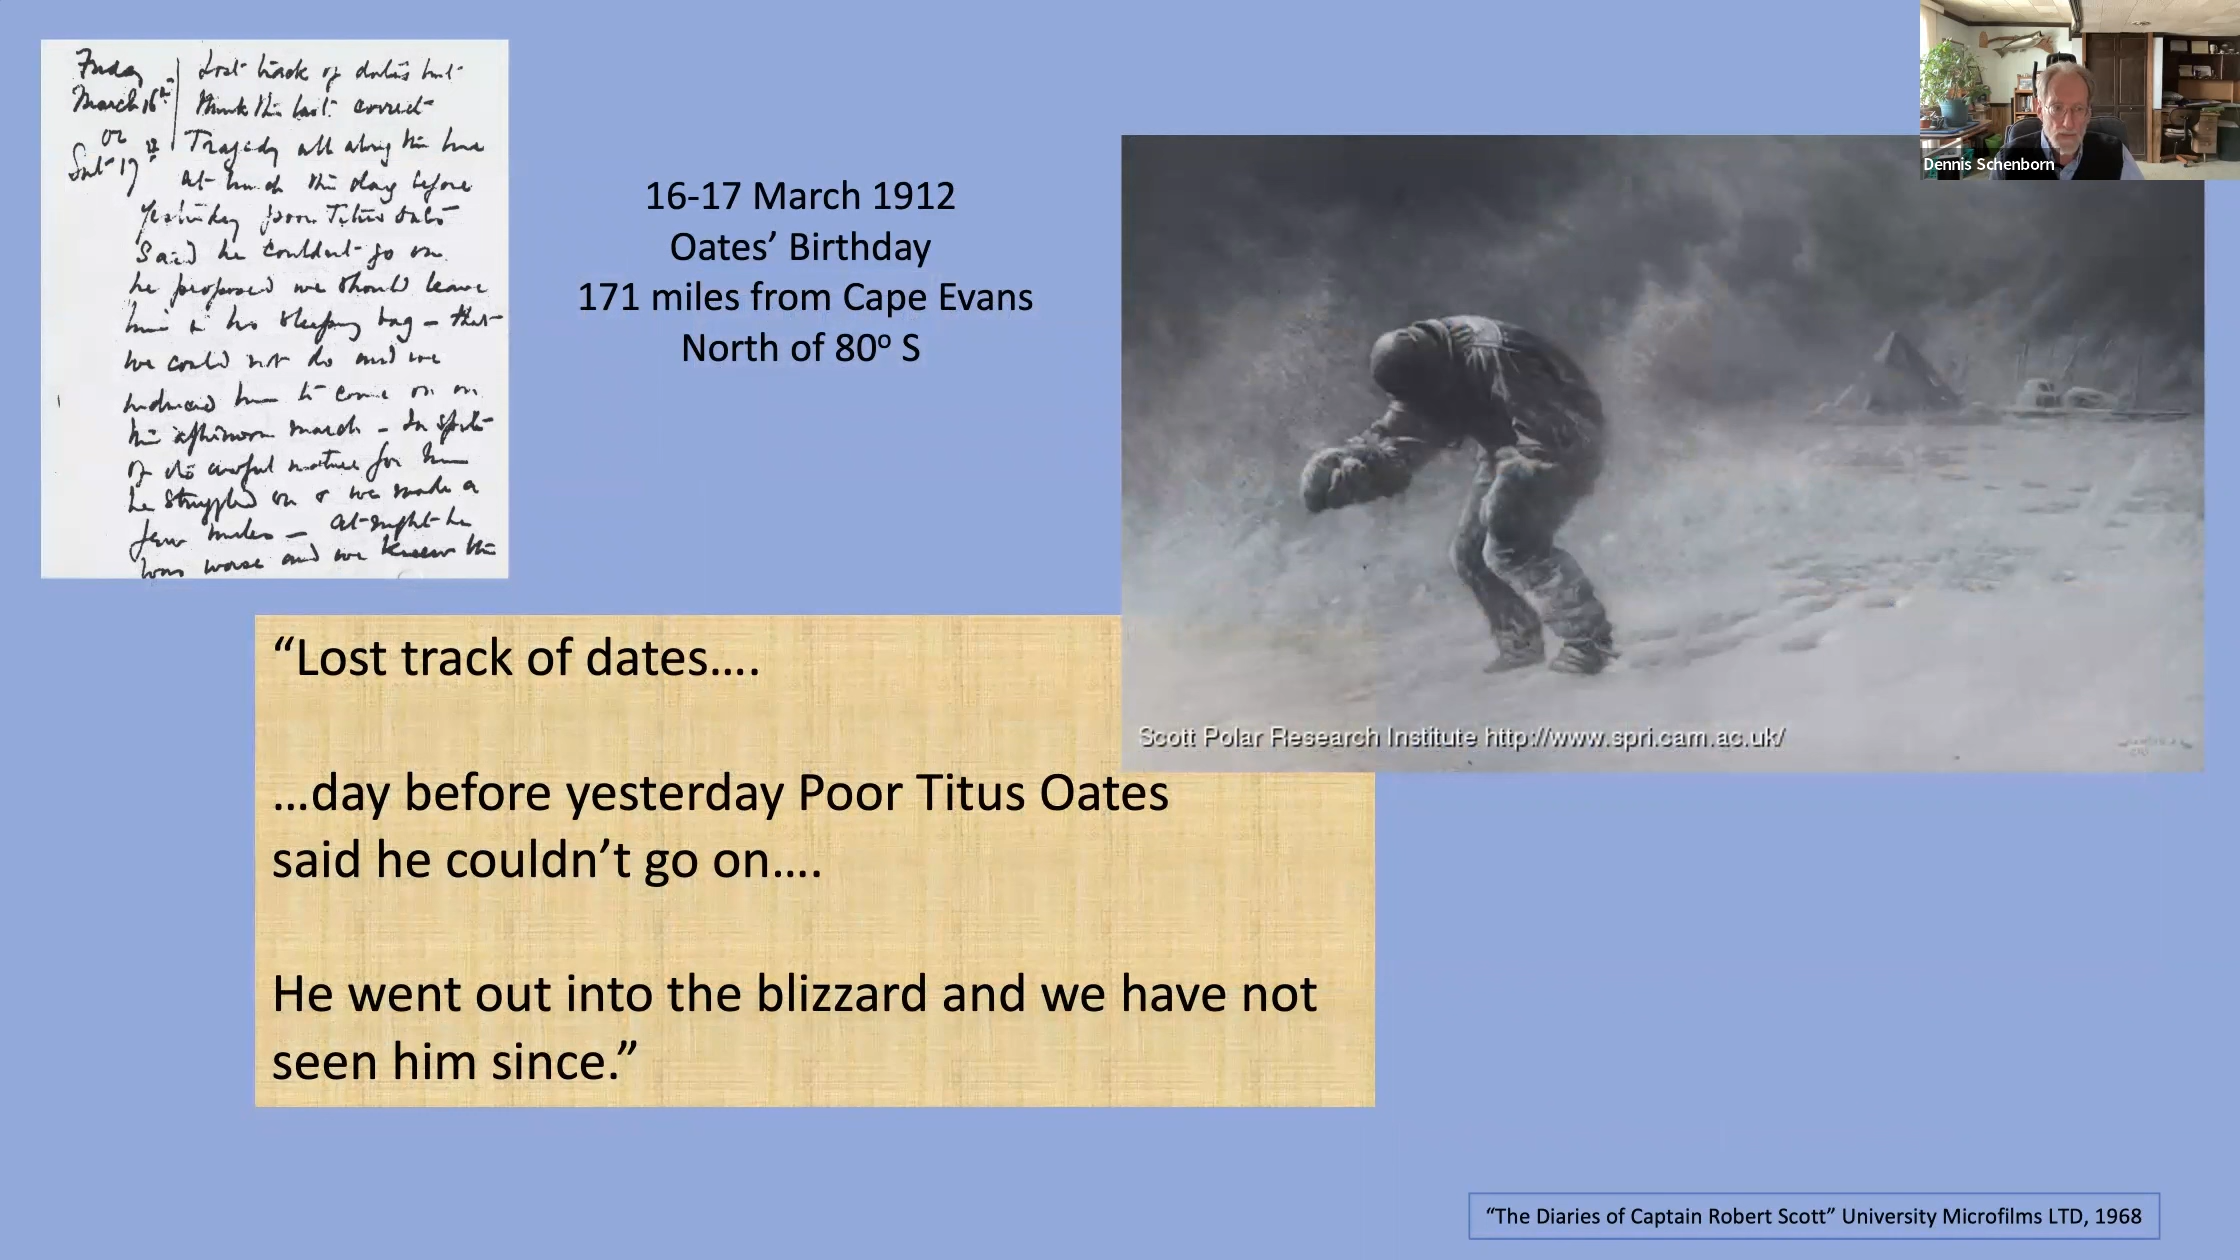 Friday
March 16th
or
Sat 17th
Lost track of dates but
think the last correct
Tragedy all along the line
At lunch the day before
yesterday poor Titus Oates
said he couldn't go on
he proposed we should leave
him in his sleeping bag - that
we could not do and we
induced him to come on on
the afternoon march - In spite
of its awful nature for him
he struggled on & we made a
few miles - At night he
was worse and we knew the
16-17 March 1912
Oates’ Birthday
171 miles from Cape Evans
North of 80º S
Dennis Schenborn
Scott Polar Research Institute http://www.spri.cam.ac.uk/
“Lost track of dates….
…day before yesterday Poor Titus Oates
said he couldn’t go on….
He went out into the blizzard and we have not
seen him since.”
“The Diaries of Captain Robert Scott” University Microfilms LTD, 1968